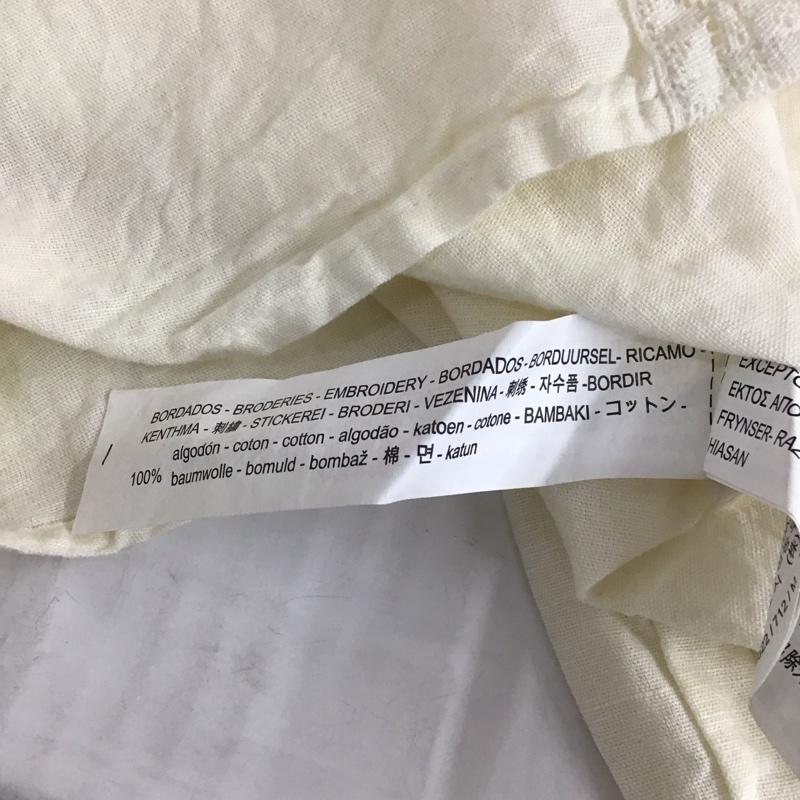 BORDADOS - BRODERIES - EMBROIDERY - BORDADOS - BORDUURSEL - RICAMO -
KENTHMA - 刺繍 - STICKEREI - BRODERI - VEZENINA - 刺绣 - 자수품 -BORDIR
algodón - coton - cotton - algodão - katoen - cotone - BAMBAKI - コットン -
100% baumwolle - bomuld - bombaž - 棉 - 면 - katun
EXCEPTO
ΕΚΤΟΣ ΑΠΟ
FRYNSER- RAZ
HIASAN